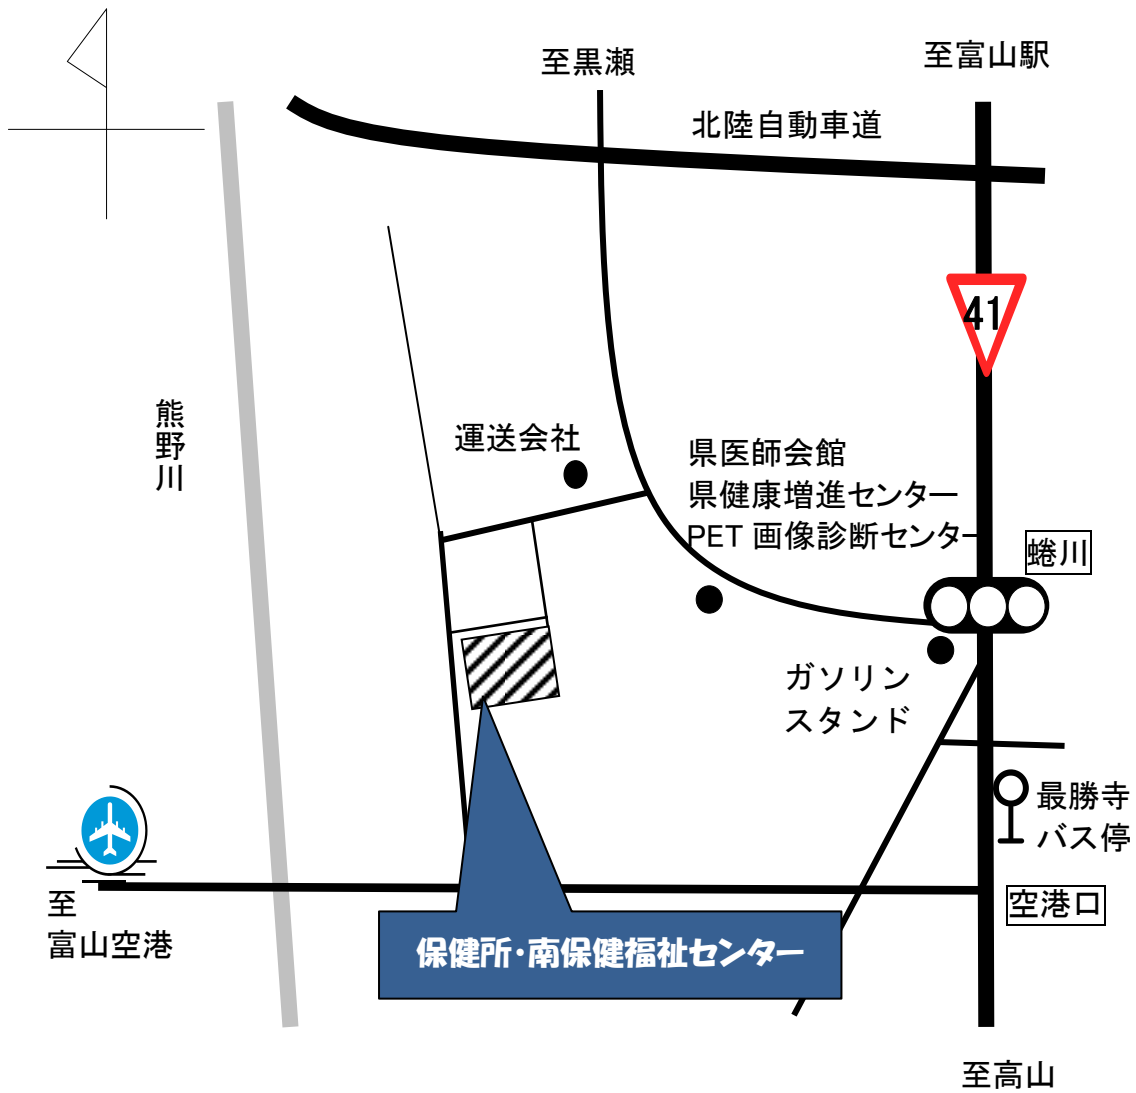 至黒瀬
至富山駅
北陸自動車道
41
熊野川
運送会社
県医師会館
県健康増進センター
PET 画像診断センター
蜷川
ガソリン
スタンド
最勝寺
バス停
至
富山空港
空港口
保健所・南保健福祉センター
至高山